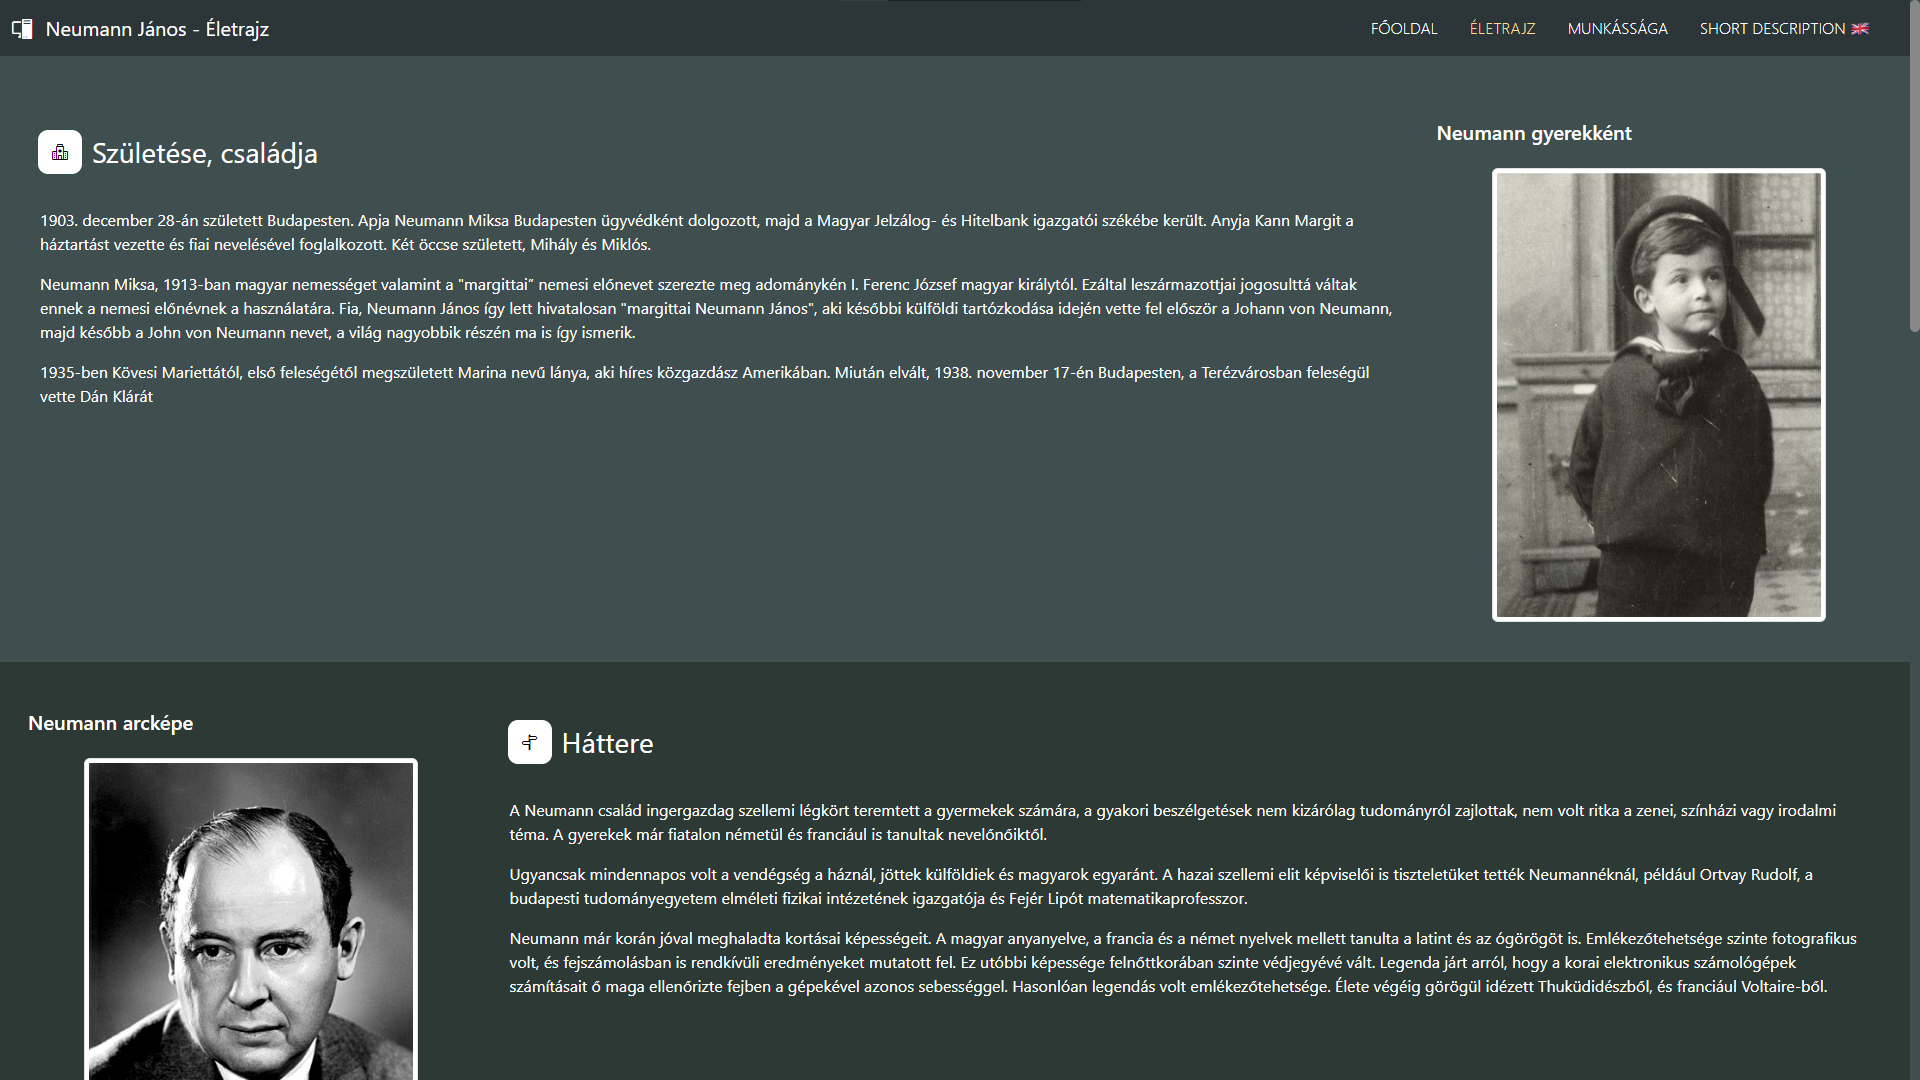 Neumann János - Életrajz
FŐOLDAL
ÉLETRAJZ
MUNKÁSSÁGA
SHORT DESCRIPTION
Születése, családja
1903. december 28-án született Budapesten. Apja Neumann Miksa Budapesten ügyvédként dolgozott, majd a Magyar Jelzálog- és Hitelbank igazgatói székébe került. Anyja Kann Margit a
háztartást vezette és fiai nevelésével foglalkozott. Két öccse született, Mihály és Miklós.
Neumann Miksa, 1913-ban magyar nemességet valamint a "margittai” nemesi előnevet szerezte meg adományként I. Ferenc József magyar királytól. Ezáltal leszármazottjai jogosulttá váltak
ennek a nemesi előnévnek a használatára. Fia, Neumann János így lett hivatalosan "margittai Neumann János", aki későbbi külföldi tartózkodása idején vette fel először a Johann von Neumann,
majd később a John von Neumann nevet, a világ nagyobbik részén ma is így ismerik.
1935-ben Kövesi Mariettától, első feleségétől megszületett Marina nevű lánya, aki híres közgazdász Amerikában. Miután elvált, 1938. november 17-én Budapesten, a Terézvárosban feleségül
vette Dán Klárát
Neumann gyerekként
Neumann arcképe
Háttere
A Neumann család ingergazdag szellemi légkört teremtett a gyermekek számára, a gyakori beszélgetések nem kizárólag tudományról zajlottak, nem volt ritka a zenei, színházi vagy irodalmi
téma. A gyerekek már fiatalon németül és franciául is tanultak nevelőnőiktől.
Ugyancsak mindennapos volt a vendégség a háznál, jöttek külföldiek és magyarok egyaránt. A hazai szellemi elit képviselői is tiszteletüket tették Neumannéknál, például Ortvay Rudolf, a
budapesti tudományegyetem elméleti fizikai intézetének igazgatója és Fejér Lipót matematikaprofesszor.
Neumann már korán jóval meghaladta kortásai képességeit. A magyar anyanyelve, a francia és a német nyelvek mellett tanulta a latint és az ógörögöt is. Emlékezőtehetsége szinte fotografikus
volt, és fejszámolásban is rendkívüli eredményeket mutatott fel. Ez utóbbi képessége felnőttkorában szinte védjegyévé vált. Legenda járt arról, hogy a korai elektronikus számológépek
számításait ő maga ellenőrizte fejben a gépekével azonos sebességgel. Hasonlóan legendás volt emlékezőtehetsége. Élete végéig görögül idézett Thuküdidészből, és franciául Voltaire-ből.